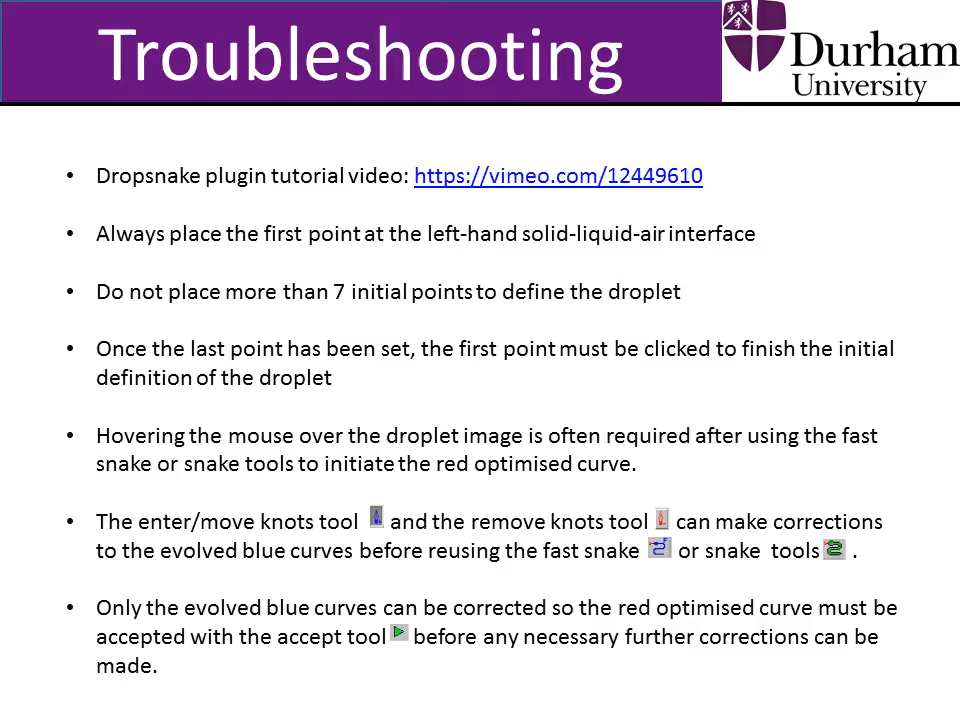 Troubleshooting
Durham
University
• Dropsnake plugin tutorial video: https://vimeo.com/12449610
• Always place the first point at the left-hand solid-liquid-air interface
• Do not place more than 7 initial points to define the droplet
• Once the last point has been set, the first point must be clicked to finish the initial
definition of the droplet
• Hovering the mouse over the droplet image is often required after using the fast
snake or snake tools to initiate the red optimised curve.
• The enter/move knots tool and the remove knots tool can make corrections
to the evolved blue curves before reusing the fast snake or snake tools .
• Only the evolved blue curves can be corrected so the red optimised curve must be
accepted with the accept tool before any necessary further corrections can be
made.